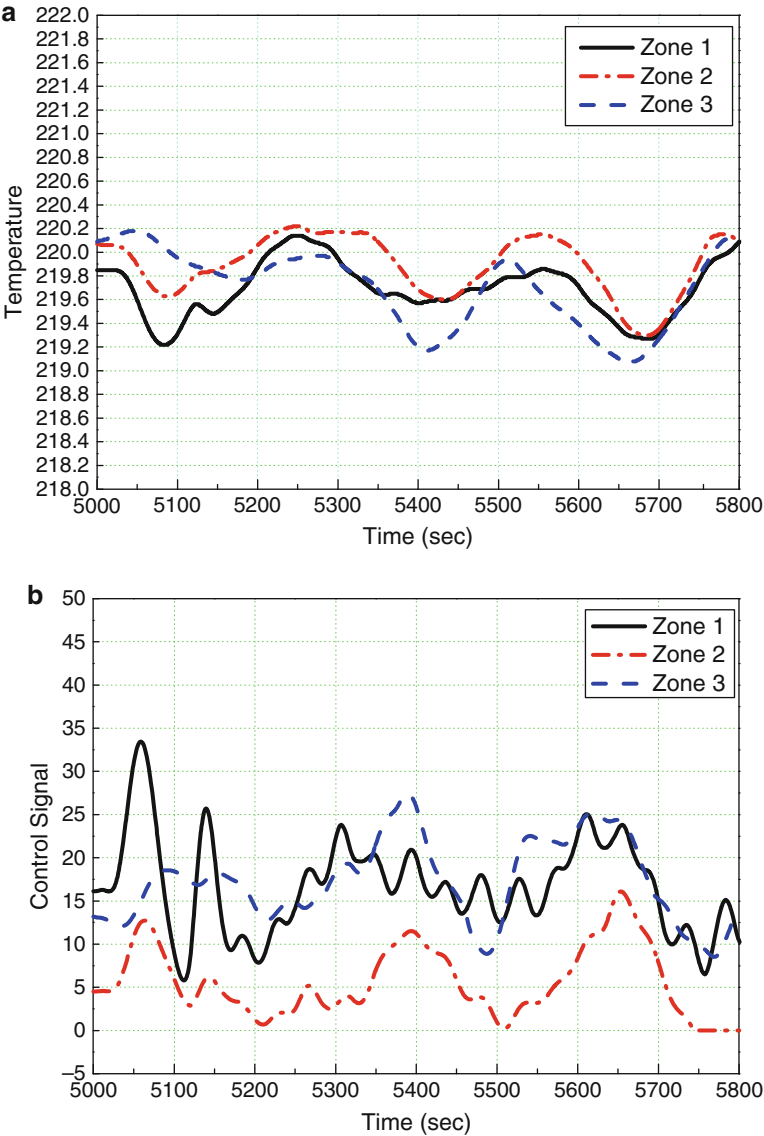 a
222.0
221.8
221.6
221.4
221.2
221.0
220.8
220.6
220.4
220.2
220.0
219.8
219.6
219.4
219.2
219.0
218.8
218.6
218.4
218.2
218.0
Temperature
Zone 1
Zone 2
Zone 3
5000 5100 5200 5300 5400 5500 5600 5700 5800
Time (sec)
b
50
45
40
35
30
25
20
15
10
5
0
–5
Control Signal
Zone 1
Zone 2
Zone 3
5000 5100 5200 5300 5400 5500 5600 5700 5800
Time (sec)